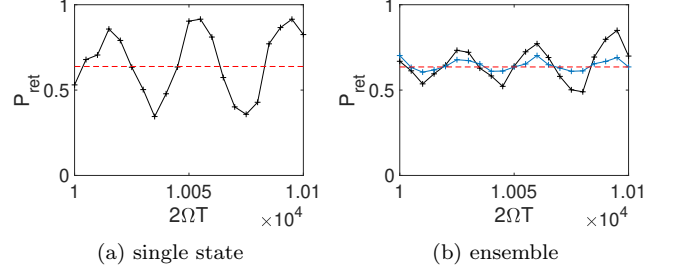 1
0.5
0
P_ret
1
1.005
1.01
2ΩT
×10^4
(a) single state
1
0.5
0
P_ret
1
1.005
1.01
2ΩT
×10^4
(b) ensemble